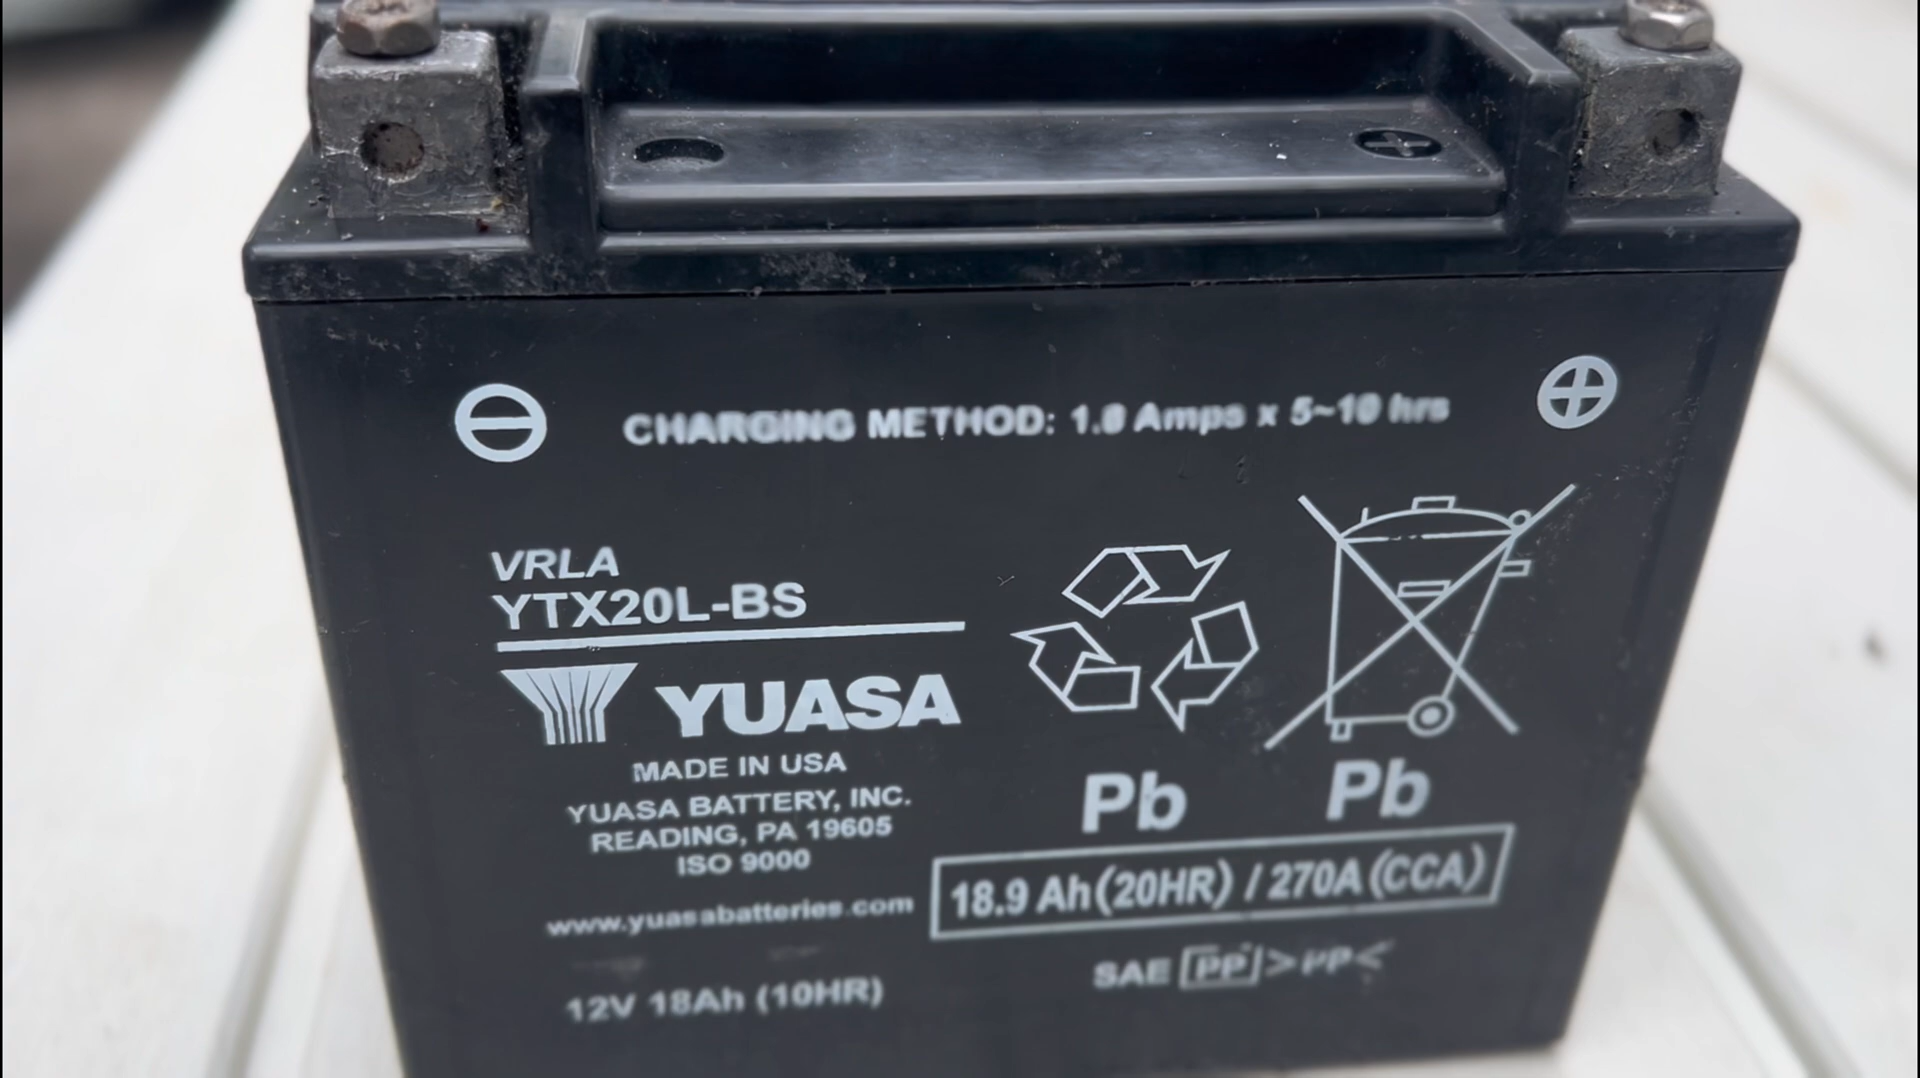 CHARGING METHOD: 1.8 Amps x 5~10 hrs
VRLA
YTX20L-BS
YUASA
MADE IN USA
YUASA BATTERY, INC.
READING, PA 19605
ISO 9000
www.yuasabatteries.com
12V 18Ah (10HR)
Pb Pb
18.9 Ah(20HR) / 270A(CCA)
SAE PP >PP<